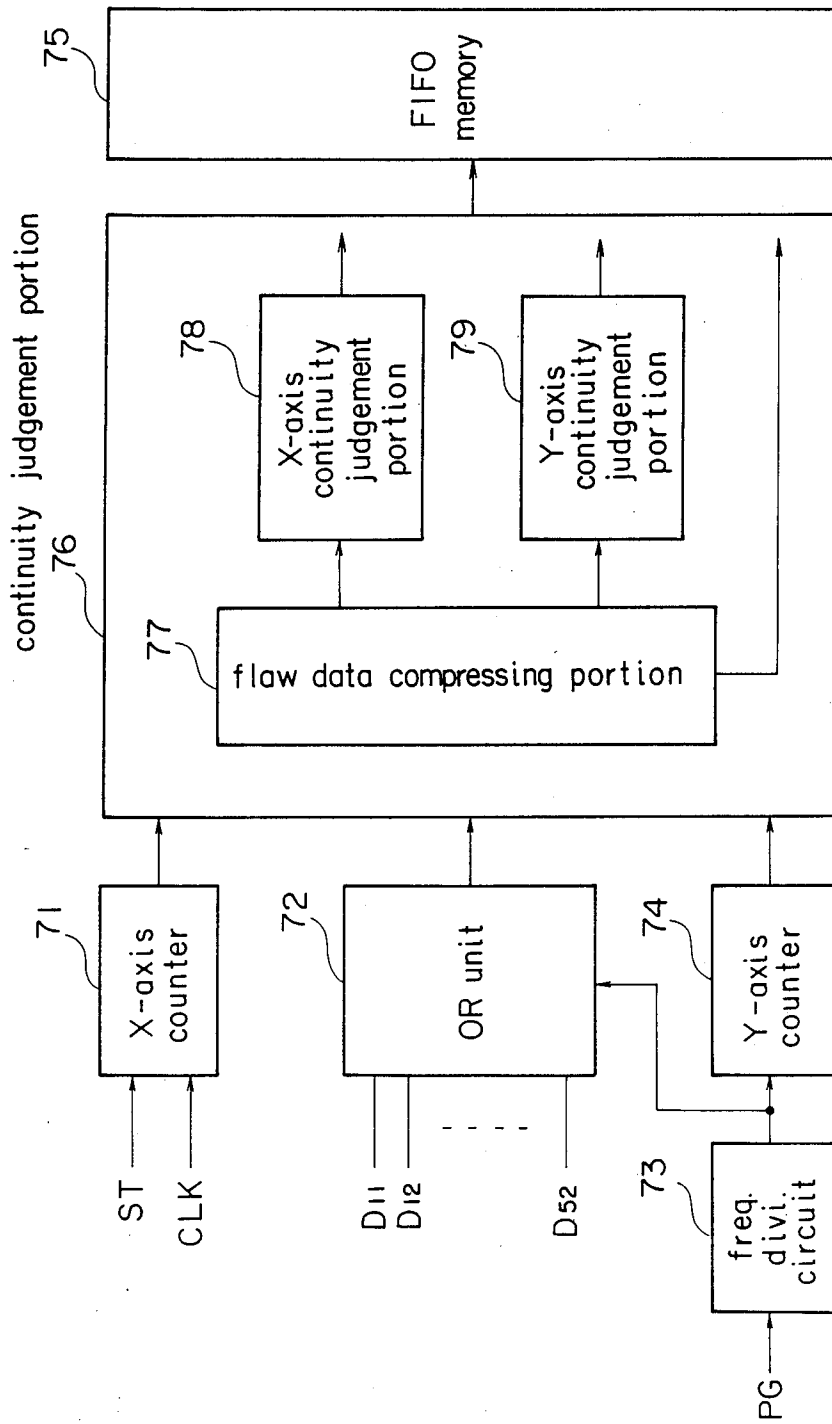 continuity judgement portion
76
75
FIFO
memory
71
X-axis
counter
ST
CLK
77
flaw data compressing portion
78
X-axis
continuity
judgement
portion
79
Y-axis
continuity
judgement
portion
72
OR unit
D11
D12
D52
73
freq.
divi.
circuit
PG
74
Y-axis
counter